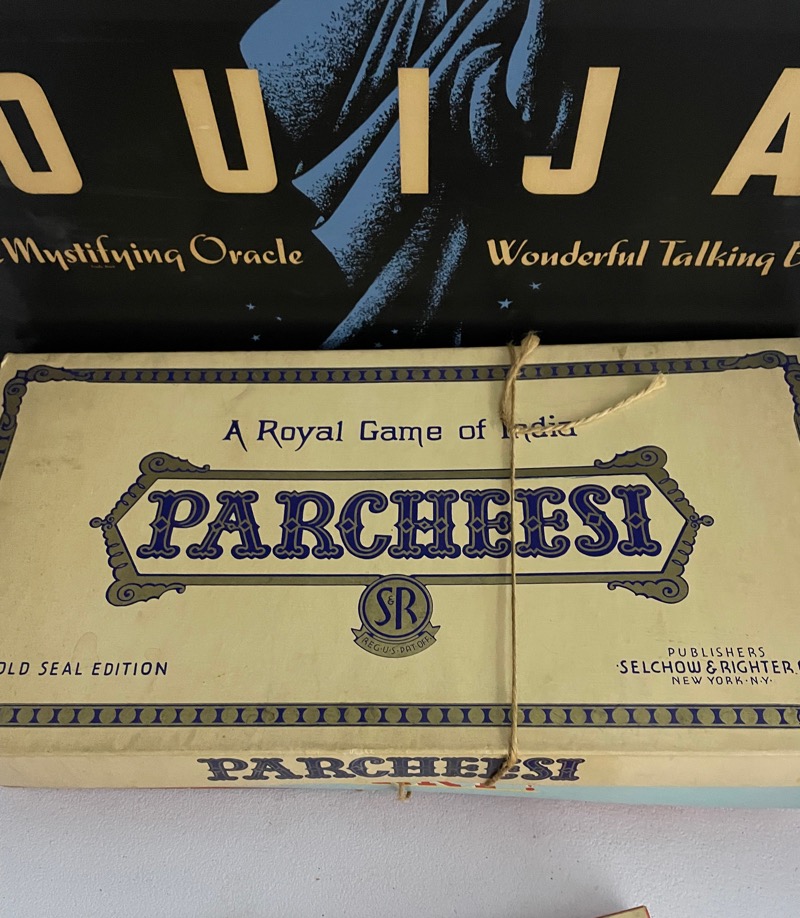 OUIJA
Mystifying Oracle
Wonderful Talking
A Royal Game of India
PARCHEESI
S&R
REG·U·S·PAT·OFF.
OLD SEAL EDITION
PUBLISHERS
SELCHOW & RIGHTER
NEW YORK·N·Y·
PARCHEESI